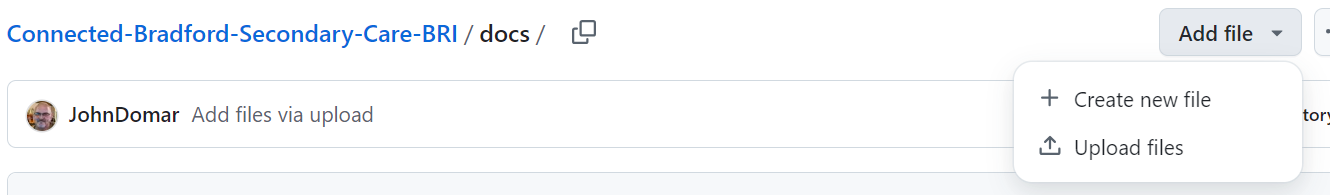 Connected-Bradford-Secondary-Care-BRI / docs /
Add file
JohnDomar Add files via upload
Create new file
Upload files